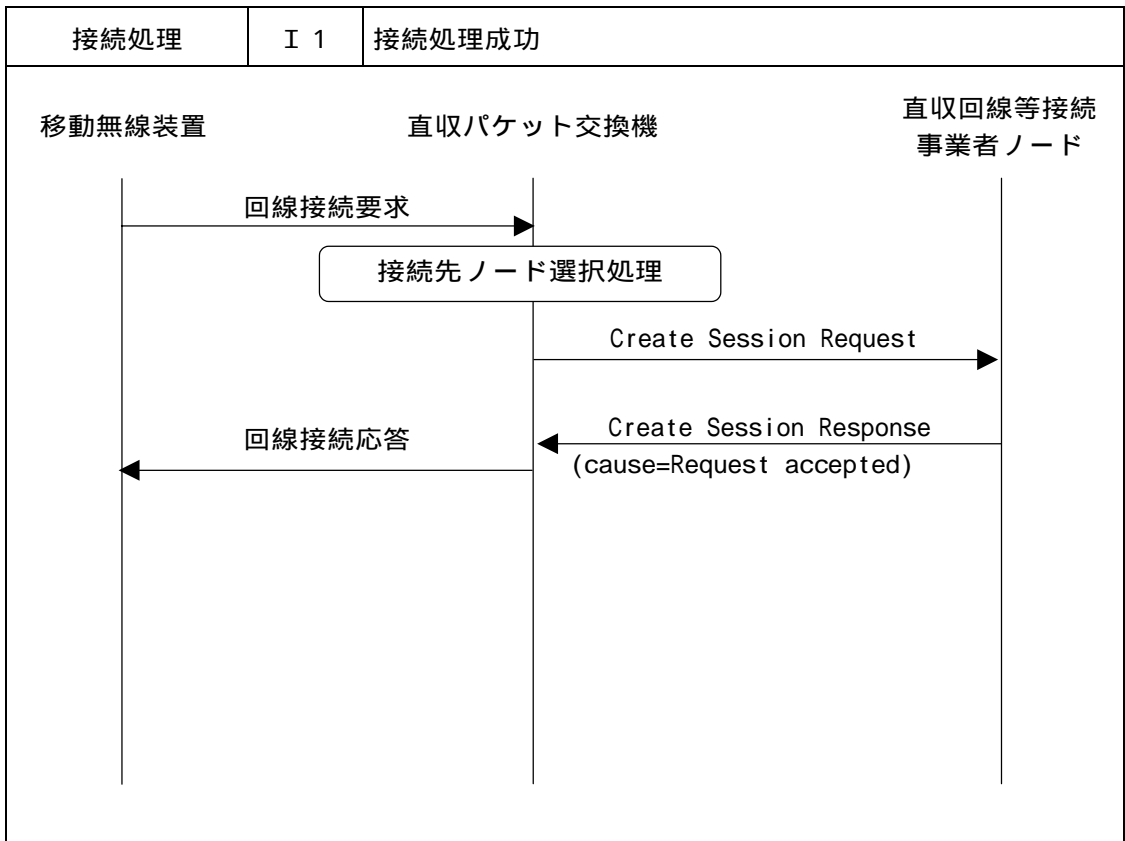 接続処理
Ｉ１
接続処理成功
移動無線装置
直収パケット交換機
直収回線等接続
事業者ノード
回線接続要求
接続先ノード選択処理
Create Session Request
Create Session Response
(cause=Request accepted)
回線接続応答